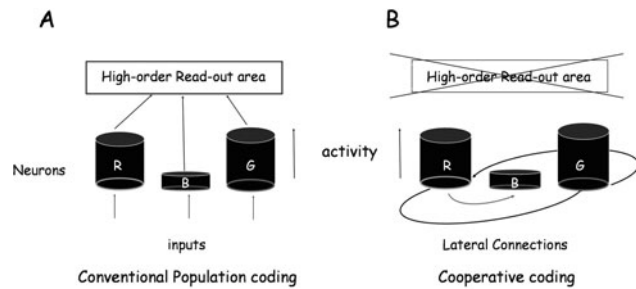 A
High-order Read-out area
Neurons
R
B
G
activity
inputs
Conventional Population coding
B
High-order Read-out area
R
B
G
Lateral Connections
Cooperative coding